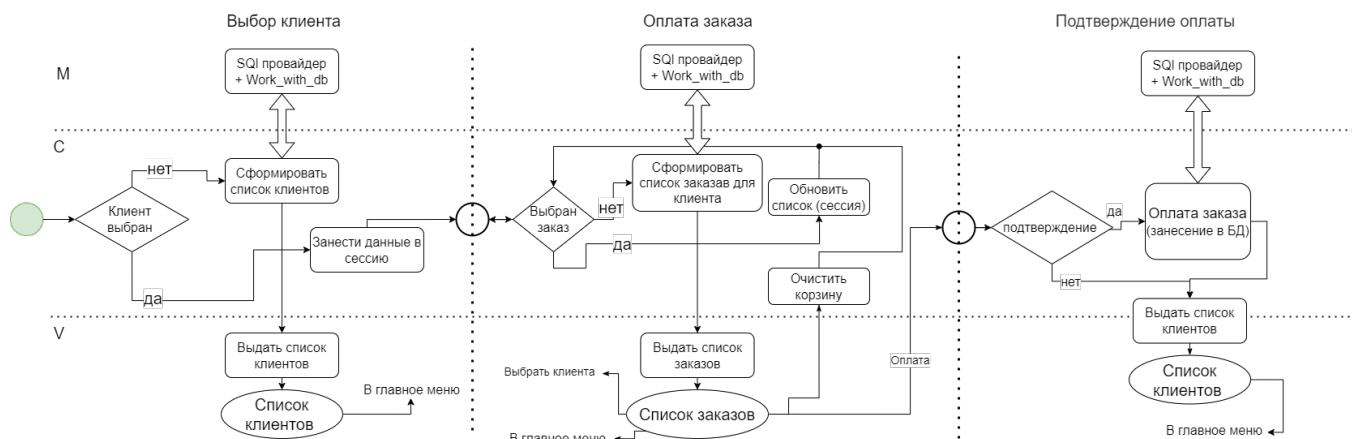 Выбор клиента
Оплата заказа
Подтверждение оплаты
M
SQl провайдер
+ Work_with_db
SQl провайдер
+ Work_with_db
SQl провайдер
+ Work_with_db
C
нет
Сформировать
список клиентов
Клиент
выбран
Занести данные в
сессию
да
Выбран
заказ
нет
да
Сформировать
список заказав для
клиента
Обновить
список (сессия)
Очистить
корзину
подтверждение
да
Оплата заказа
(занесение в БД)
нет
V
Выдать список
клиентов
Список
клиентов
В главное меню
Выдать список
заказов
Выбрать клиента
Список заказов
В главное меню
Оплата
Выдать список
клиентов
Список
клиентов
В главное меню